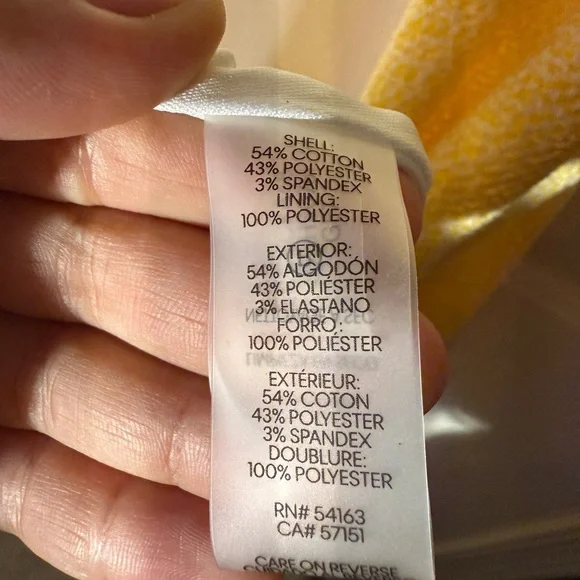 SHELL:
54% COTTON
43% POLYESTER
3% SPANDEX
LINING:
100% POLYESTER
EXTERIOR:
54% ALGODÓN
43% POLIÉSTER
3% ELASTANO
FORRO:
100% POLIÉSTER
EXTÉRIEUR:
54% COTON
43% POLYESTER
3% SPANDEX
DOUBLURE:
100% POLYESTER
RN# 54163
CA# 57151
CARE ON REVERSE